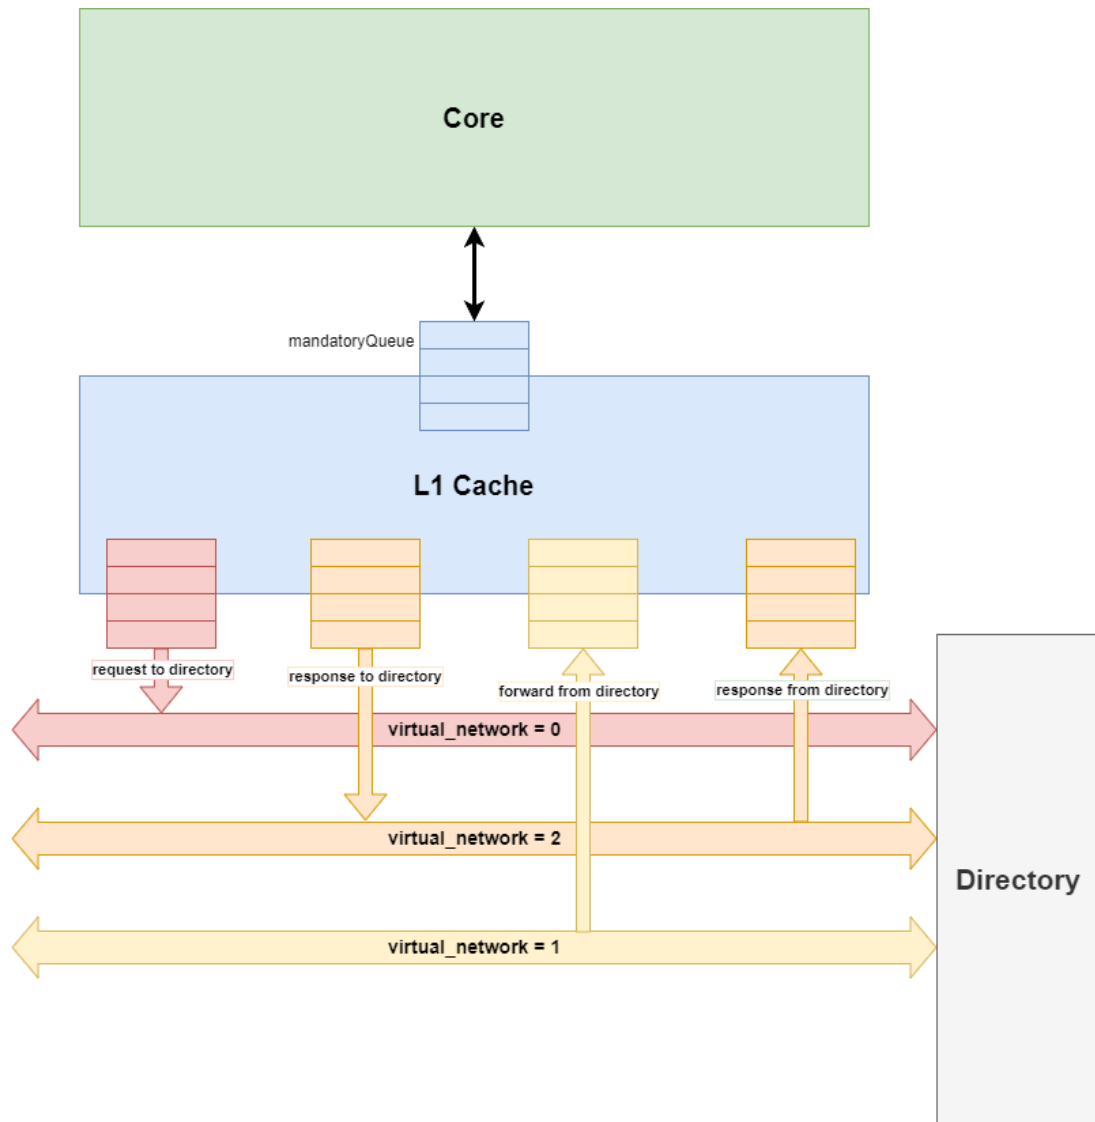 Core
mandatoryQueue
L1 Cache
request to directory
response to directory
forward from directory
response from directory
virtual_network = 0
virtual_network = 2
Directory
virtual_network = 1